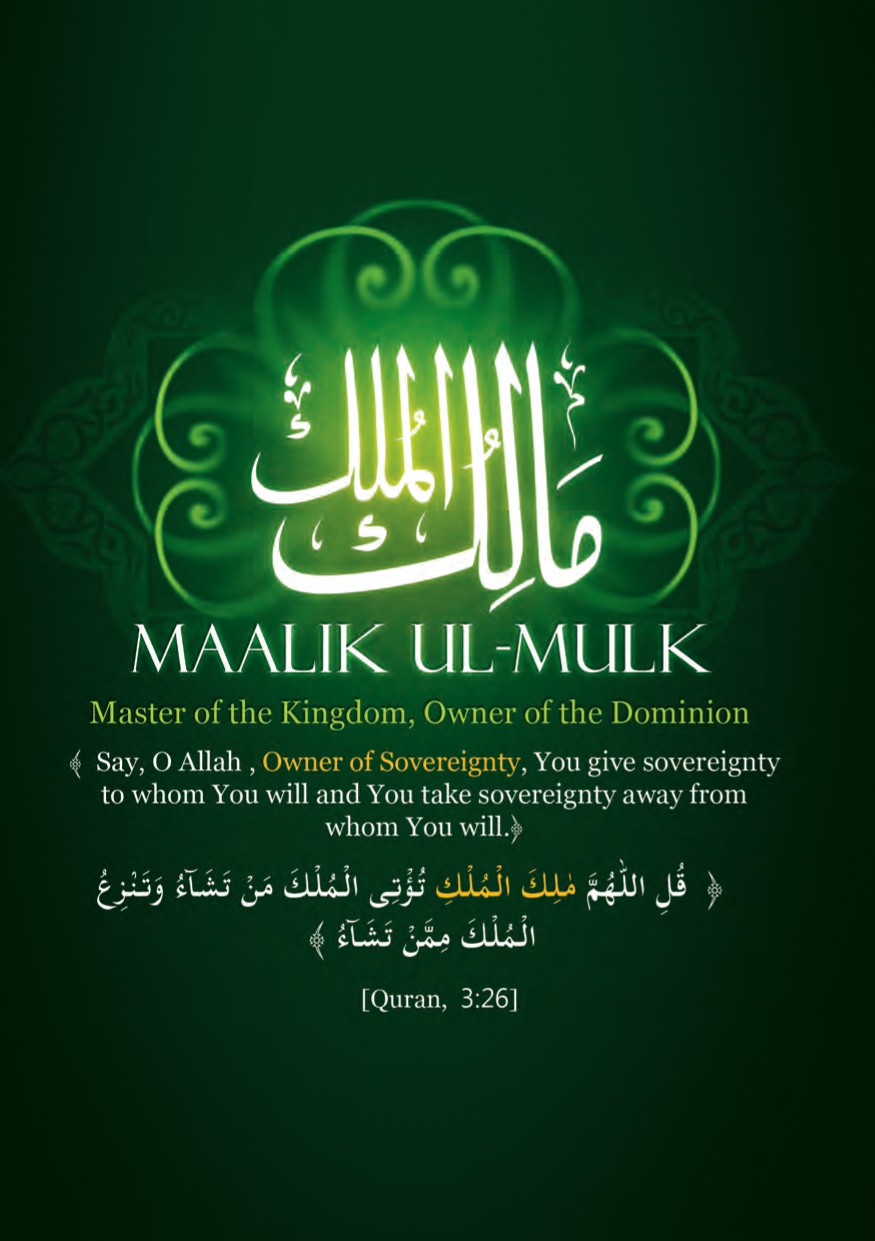 مَالِكُ المُلك
MAALIK UL-MULK
Master of the Kingdom, Owner of the Dominion
﴾ Say, O Allah , Owner of Sovereignty, You give sovereignty
to whom You will and You take sovereignty away from
whom You will.﴿
﴿ قُلِ اللّٰهُمَّ مٰلِكَ الْمُلْكِ تُؤْتِى الْمُلْكَ مَنْ تَشَآءُ وَتَنْزِعُ
الْمُلْكَ مِمَّنْ تَشَآءُ ﴾
[Quran, 3:26]